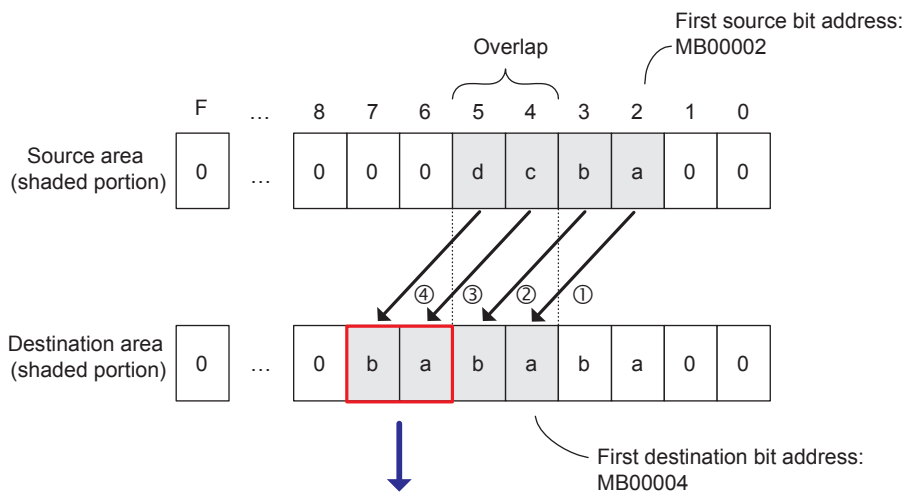 First source bit address:
MB00002
Overlap
F … 8 7 6 5 4 3 2 1 0
Source area
(shaded portion)
0 … 0 0 0 d c b a 0 0
④ ③ ② ①
Destination area
(shaded portion)
0 … 0 b a b a b a 0 0
First destination bit address:
MB00004